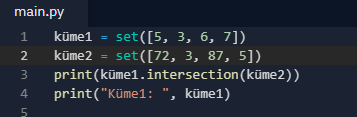 main.py
1 küme1 = set([5, 3, 6, 7])
2 küme2 = set([72, 3, 87, 5])
3 print(küme1.intersection(küme2))
4 print("Küme1: ", küme1)
5